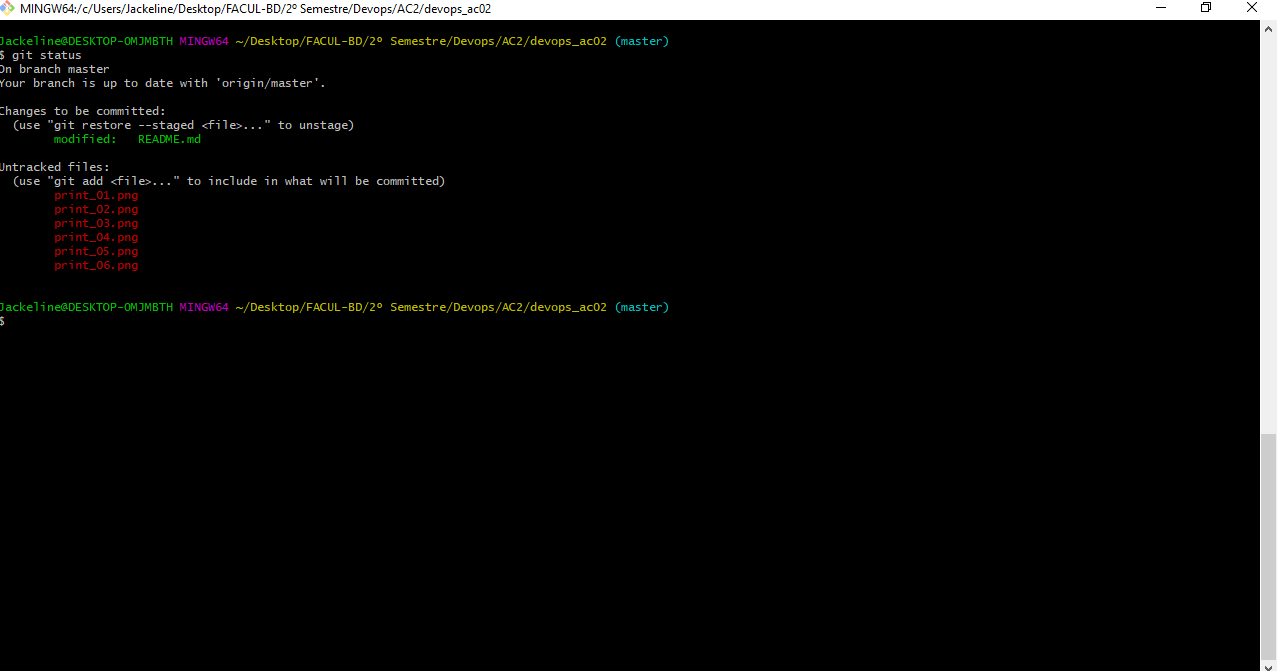 MINGW64:/c/Users/Jackeline/Desktop/FACUL-BD/2º Semestre/Devops/AC2/devops_ac02
Jackeline@DESKTOP-OMJMBTH MINGW64 ~/Desktop/FACUL-BD/2º Semestre/Devops/AC2/devops_ac02 (master)
$ git status
On branch master
Your branch is up to date with 'origin/master'.
Changes to be committed:
(use "git restore --staged <file>..." to unstage)
modified: README.md
Untracked files:
(use "git add <file>..." to include in what will be committed)
print_01.png
print_02.png
print_03.png
print_04.png
print_05.png
print_06.png
Jackeline@DESKTOP-OMJMBTH MINGW64 ~/Desktop/FACUL-BD/2º Semestre/Devops/AC2/devops_ac02 (master)
$